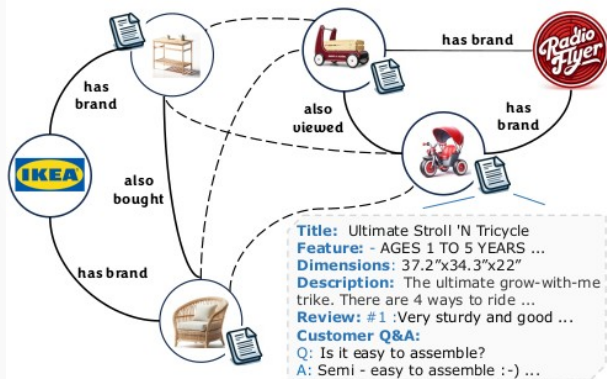 has brand
Radio
Flyer
has
brand
also
viewed
has
brand
IKEA
also
bought
has brand
Title: Ultimate Stroll 'N Tricycle
Feature: - AGES 1 TO 5 YEARS ...
Dimensions: 37.2”x34.3”x22”
Description: The ultimate grow-with-me
trike. There are 4 ways to ride ...
Review: #1 :Very sturdy and good ...
Customer Q&A:
Q: Is it easy to assemble?
A: Semi - easy to assemble :-) ...